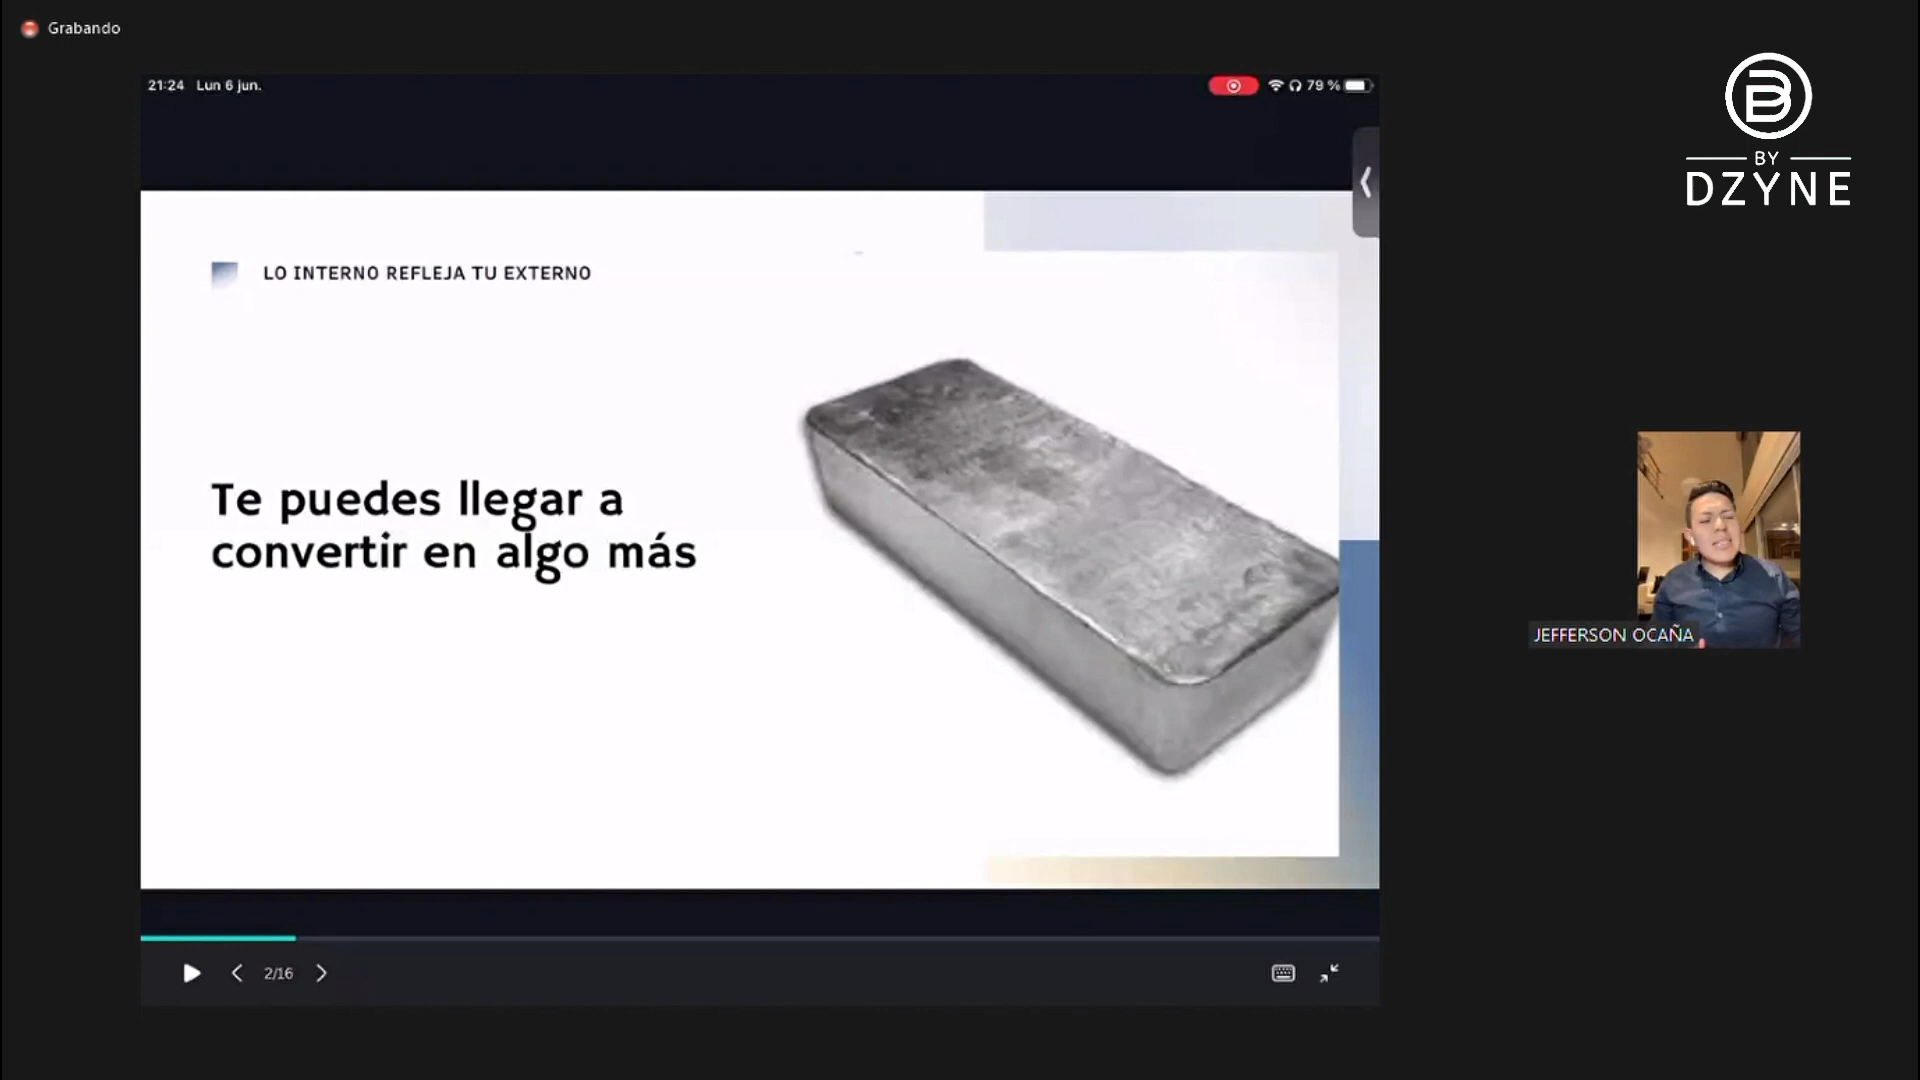 Grabando
21:24 Lun 6 jun.
79 %
B
BY
DZYNE
LO INTERNO REFLEJA TU EXTERNO
Te puedes llegar a
convertir en algo más
JEFFERSON OCAÑA
2/16